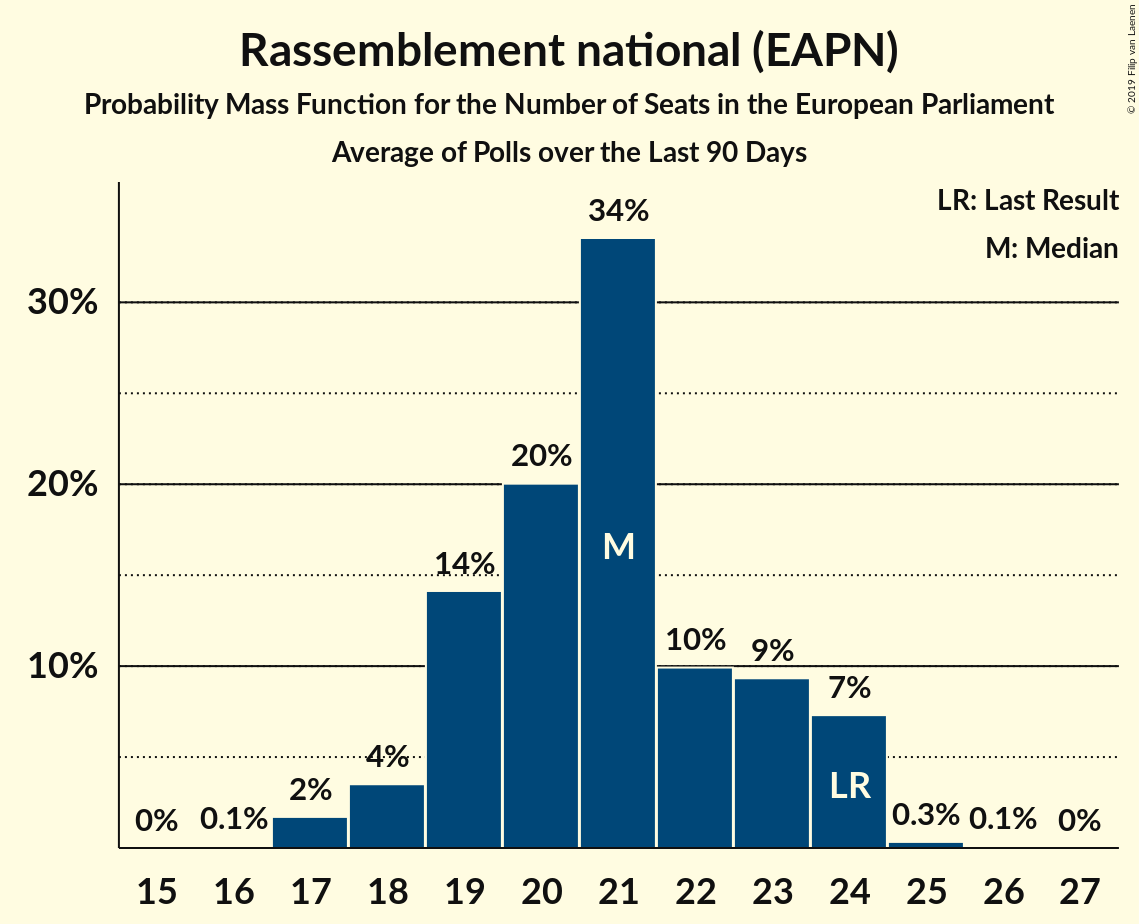 Rassemblement national (EAPN)
Probability Mass Function for the Number of Seats in the European Parliament
Average of Polls over the Last 90 Days
© 2019 Filip van Laenen
LR: Last Result
M: Median
34%
30%
20%
20%
M
14%
10%
9%
10%
7%
4%
2%
LR
0%
0.1%
0.3%
0.1%
0%
15 16 17 18 19 20 21 22 23 24 25 26 27